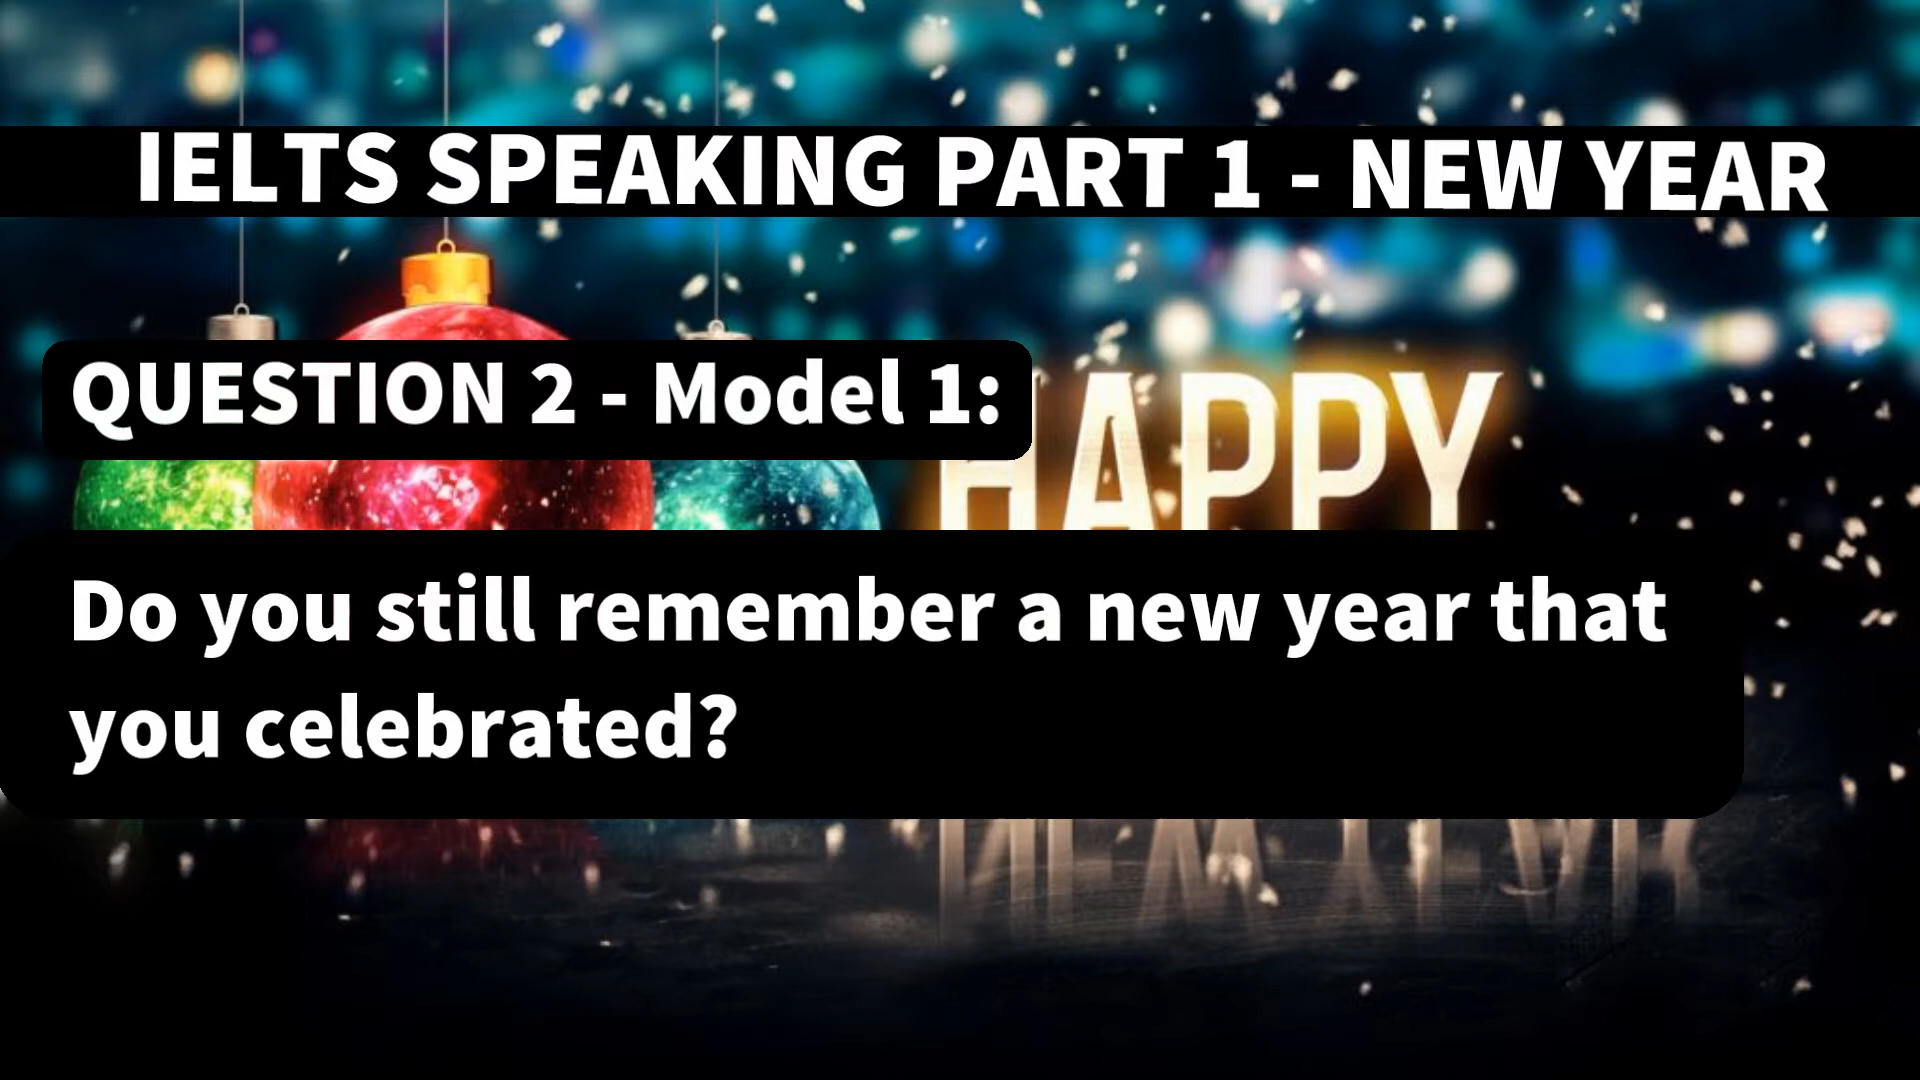 IELTS SPEAKING PART 1 - NEW YEAR
QUESTION 2 - Model 1:
HAPPY
Do you still remember a new year that
you celebrated?